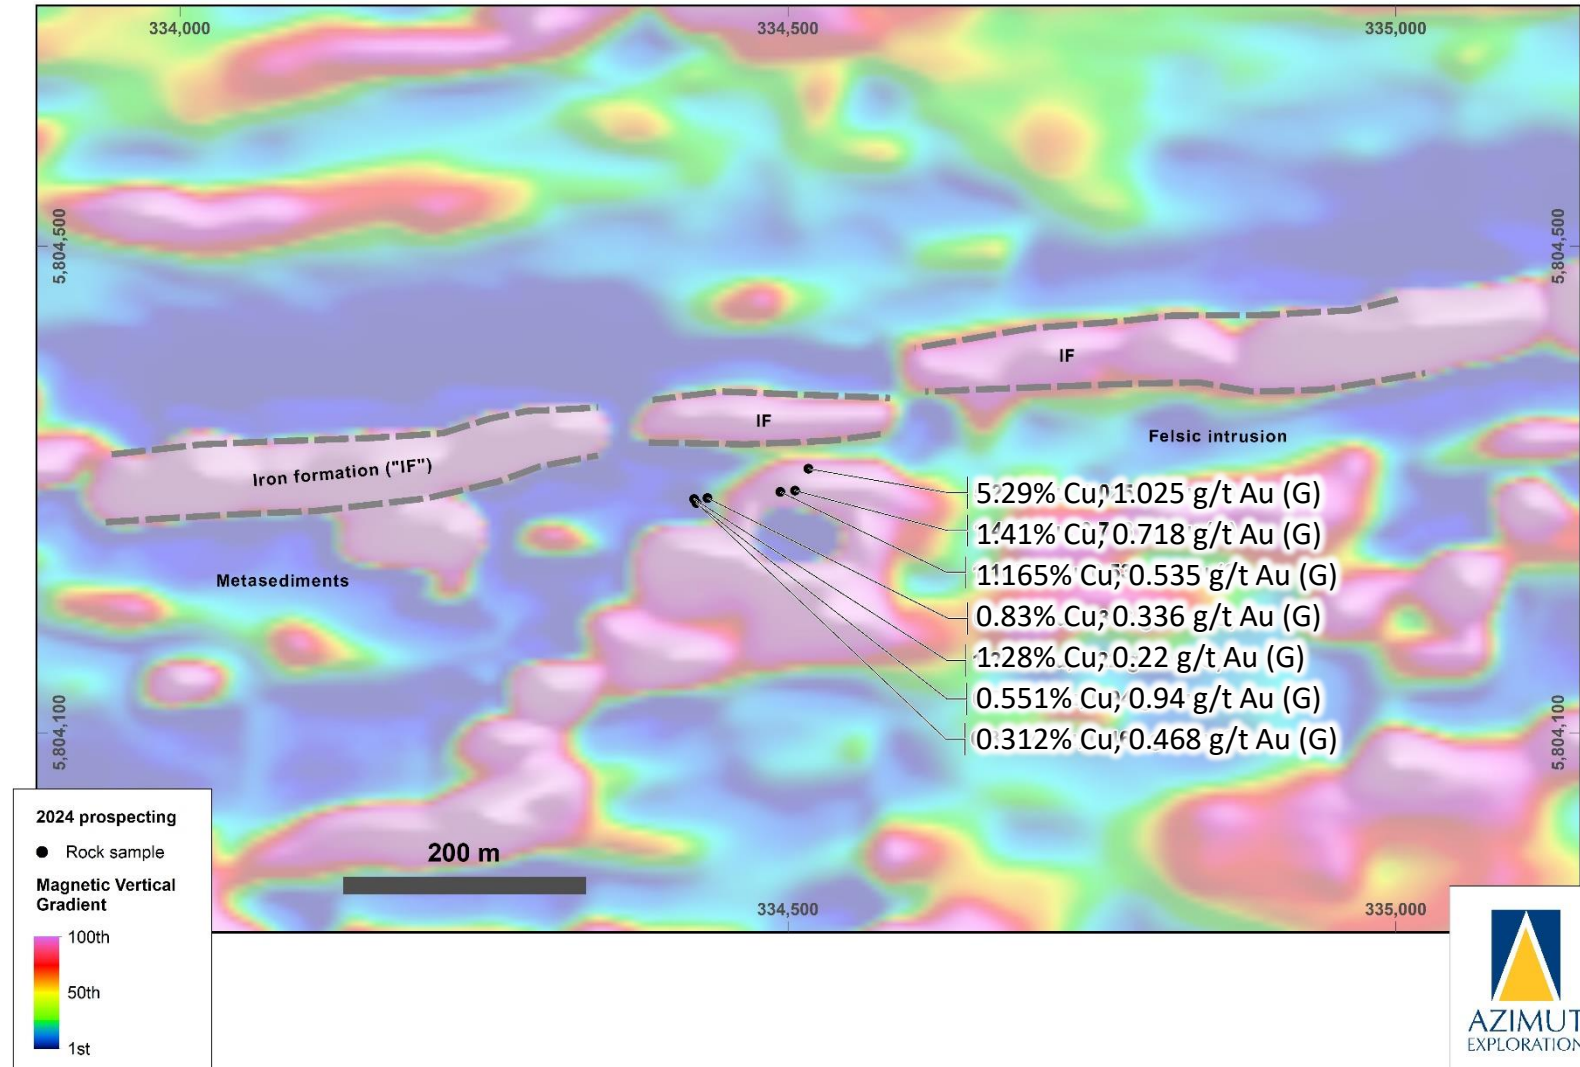 334,000 334,500 335,000
5,804,500 5,804,500
IF
IF
Iron formation ("IF")
Felsic intrusion
Metasediments
5.29% Cu, 1.025 g/t Au (G)
1.41% Cu, 0.718 g/t Au (G)
1.165% Cu, 0.535 g/t Au (G)
0.83% Cu, 0.336 g/t Au (G)
1.28% Cu, 0.22 g/t Au (G)
0.551% Cu, 0.94 g/t Au (G)
0.312% Cu, 0.468 g/t Au (G)
5,804,100 5,804,100
2024 prospecting
Rock sample
Magnetic Vertical
Gradient
100th
50th
1st
200 m
334,500 335,000
AZIMUT
EXPLORATION